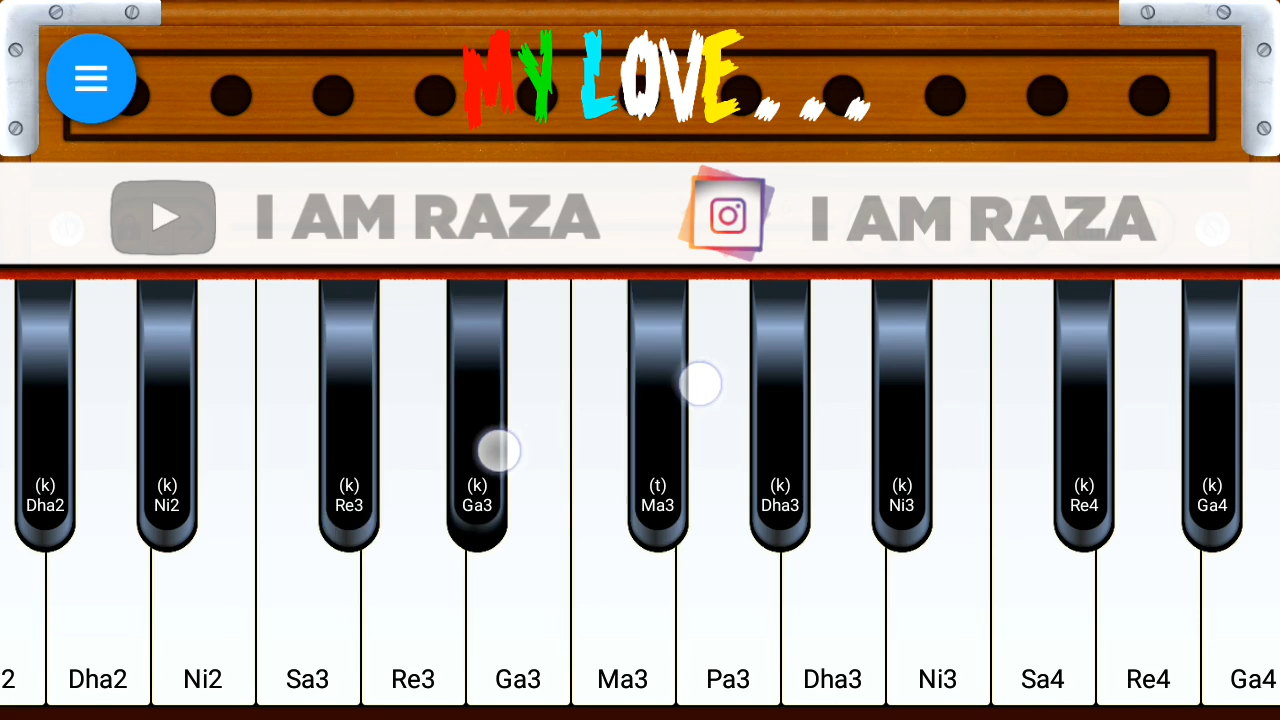 MY LOVE...
I AM RAZA I AM RAZA
(k) (k) (k) (k) (t) (k) (k) (k) (k)
Dha2 Ni2 Re3 Ga3 Ma3 Dha3 Ni3 Re4 Ga4
2 Dha2 Ni2 Sa3 Re3 Ga3 Ma3 Pa3 Dha3 Ni3 Sa4 Re4 Ga4